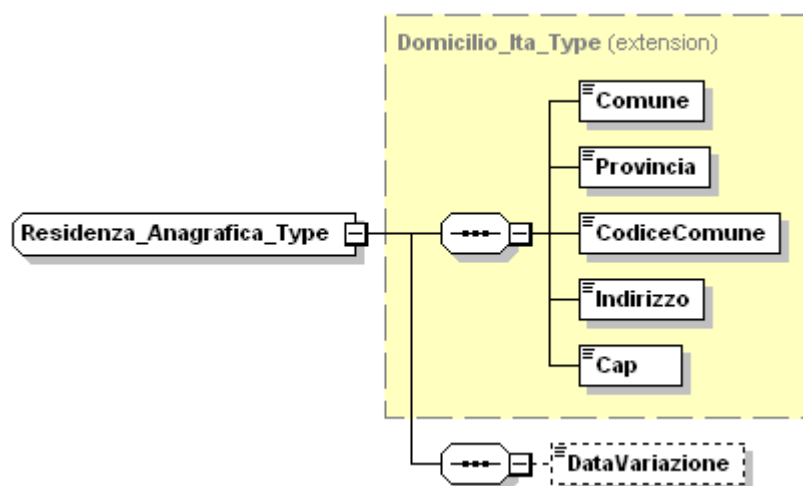 Domicilio_Ita_Type (extension)
Comune
Provincia
Residenza_Anagrafica_Type
CodiceComune
Indirizzo
Cap
DataVariazione